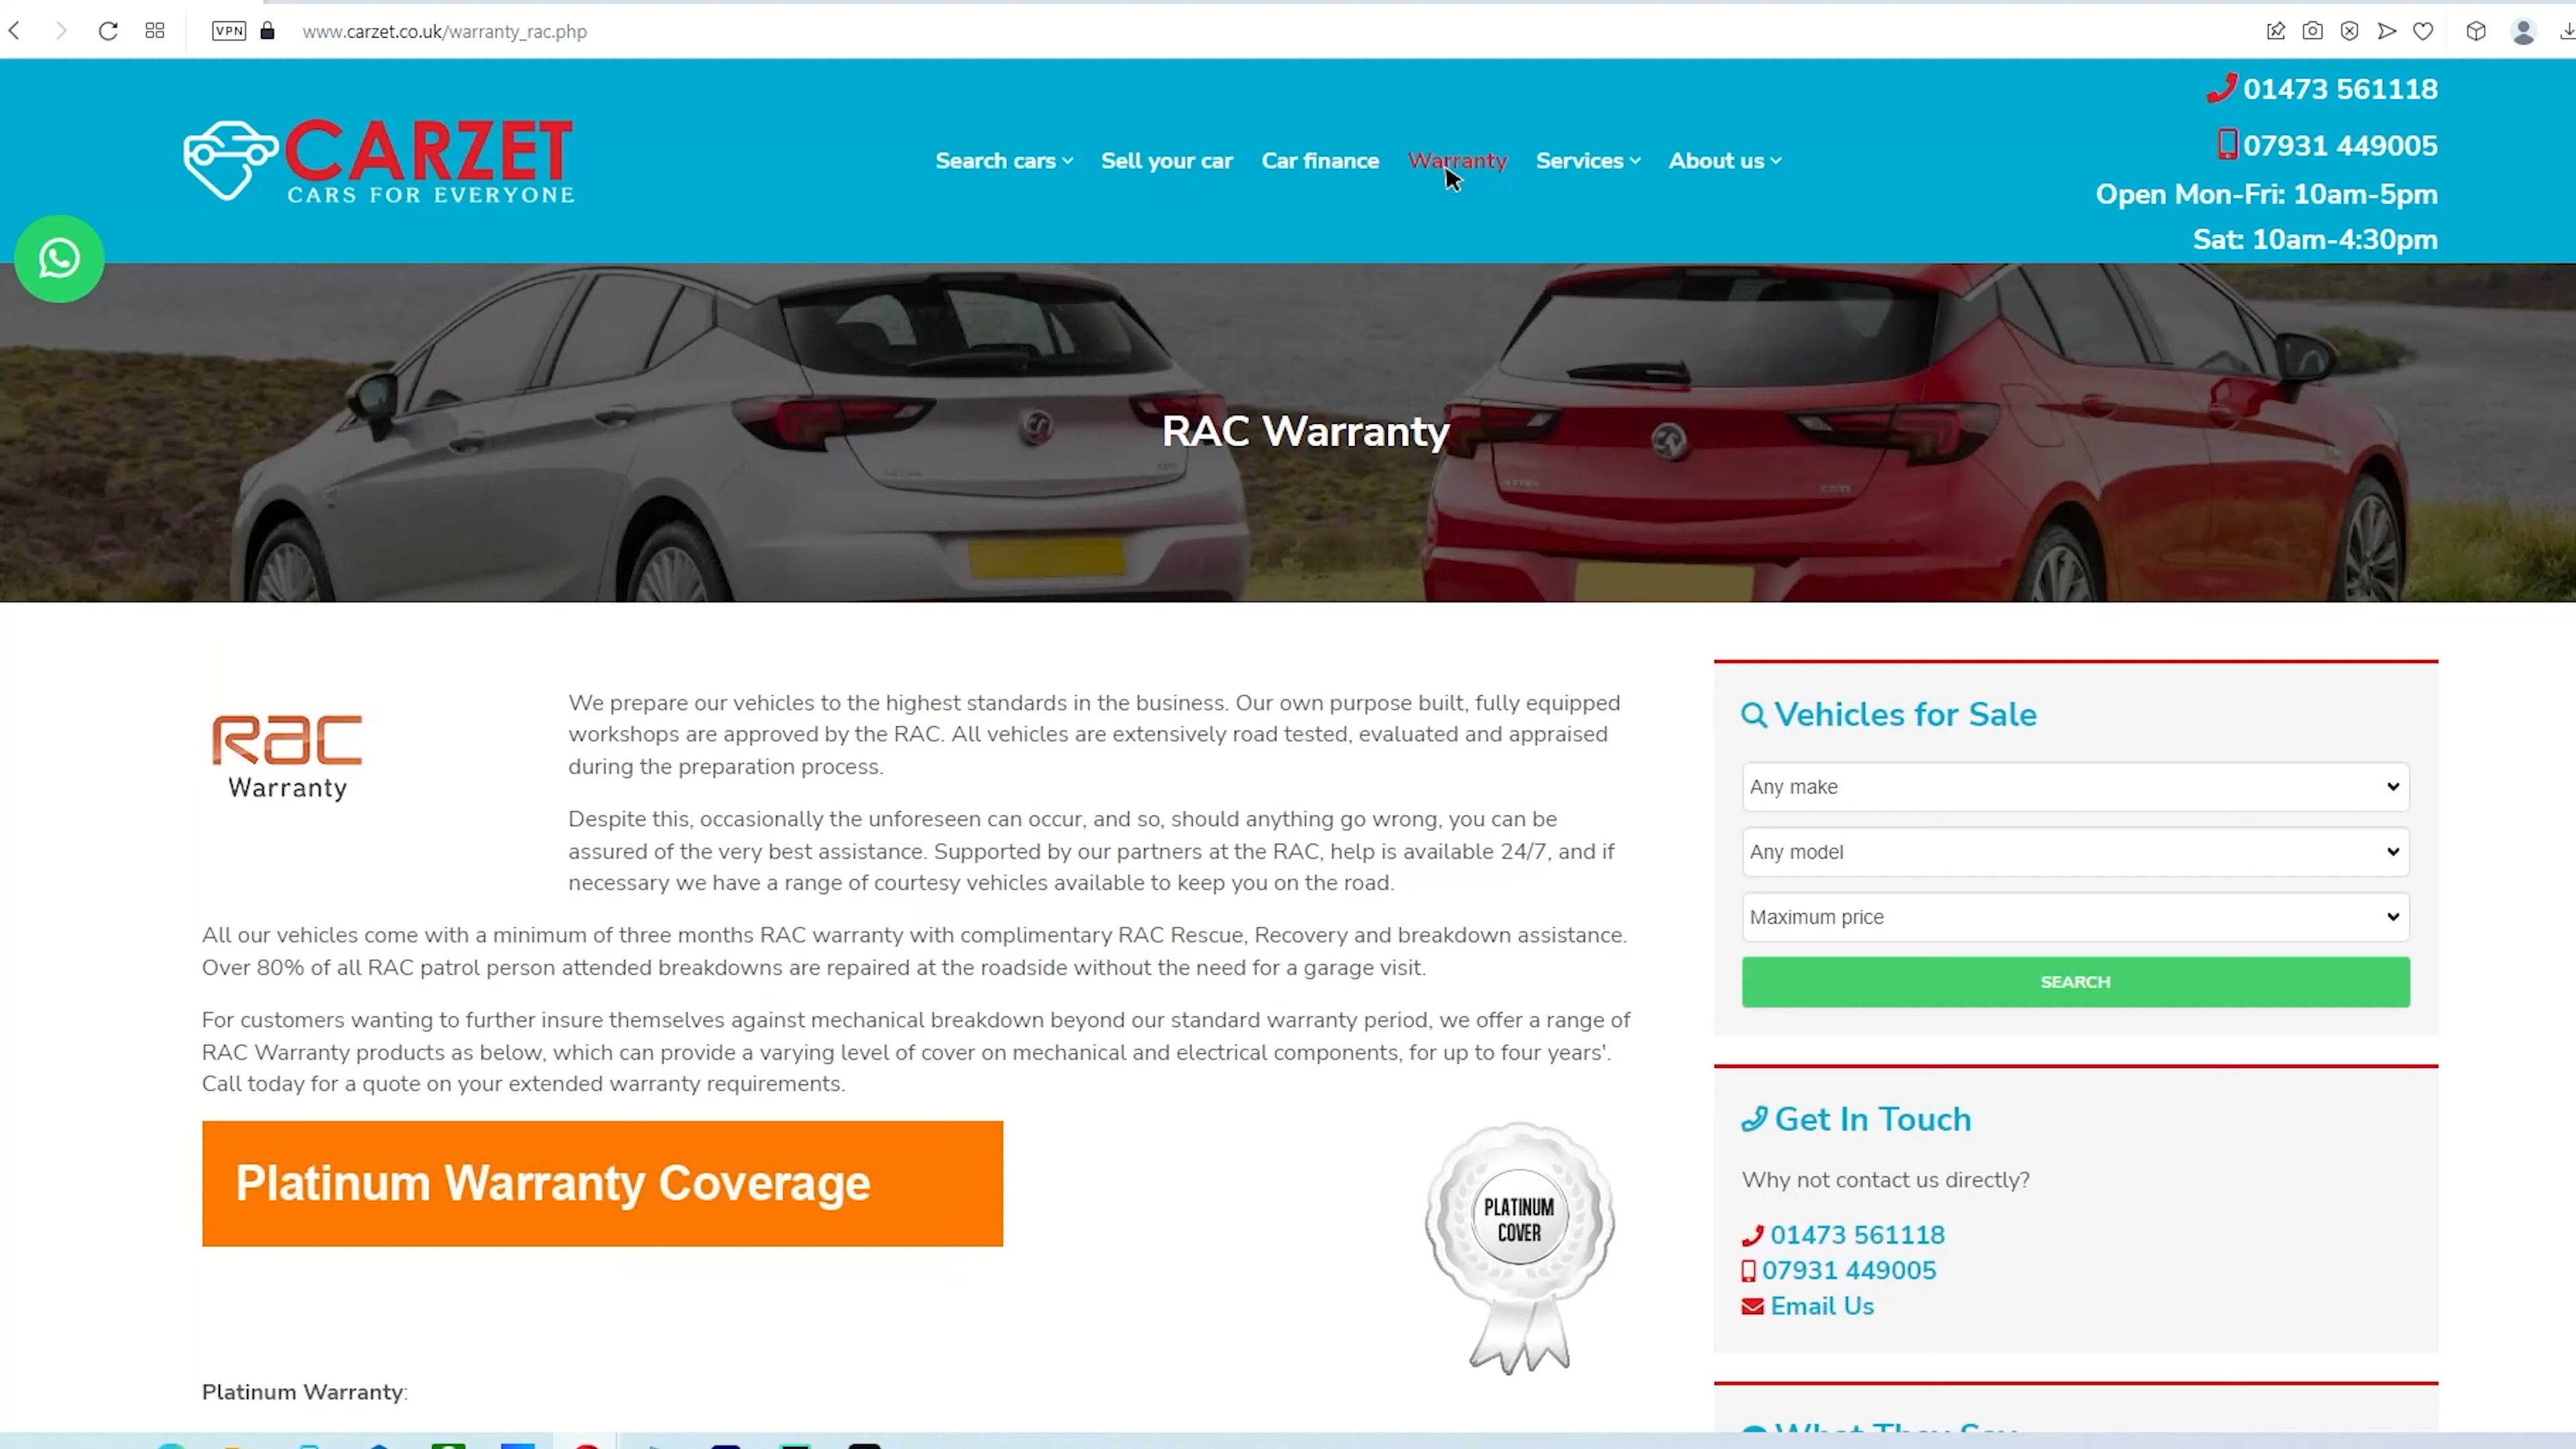 VPN www.carzet.co.uk/warranty_rac.php
CARZET
CARS FOR EVERYONE
Search cars Sell your car Car finance Warranty Services About us
01473 561118
07931 449005
Open Mon-Fri: 10am-5pm
Sat: 10am-4:30pm
RAC Warranty
RAC
Warranty
We prepare our vehicles to the highest standards in the business. Our own purpose built, fully equipped
workshops are approved by the RAC. All vehicles are extensively road tested, evaluated and appraised
during the preparation process.
Despite this, occasionally the unforeseen can occur, and so, should anything go wrong, you can be
assured of the very best assistance. Supported by our partners at the RAC, help is available 24/7, and if
necessary we have a range of courtesy vehicles available to keep you on the road.
All our vehicles come with a minimum of three months RAC warranty with complimentary RAC Rescue, Recovery and breakdown assistance.
Over 80% of all RAC patrol person attended breakdowns are repaired at the roadside without the need for a garage visit.
For customers wanting to further insure themselves against mechanical breakdown beyond our standard warranty period, we offer a range of
RAC Warranty products as below, which can provide a varying level of cover on mechanical and electrical components, for up to four years'.
Call today for a quote on your extended warranty requirements.
Platinum Warranty Coverage
PLATINUM
COVER
Platinum Warranty:
Vehicles for Sale
Any make
Any model
Maximum price
SEARCH
Get In Touch
Why not contact us directly?
01473 561118
07931 449005
Email Us
What They Say